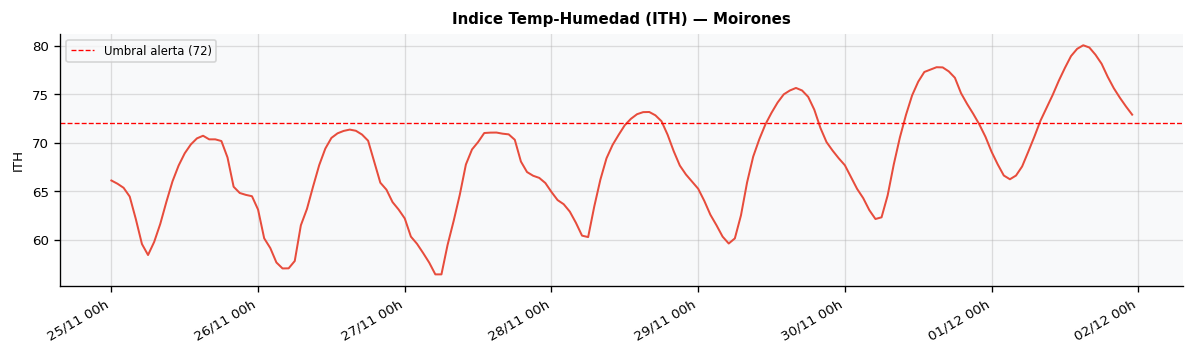 Indice Temp-Humedad (ITH) — Moirones
Umbral alerta (72)
ITH
80
75
70
65
60
25/11 00h
26/11 00h
27/11 00h
28/11 00h
29/11 00h
30/11 00h
01/12 00h
02/12 00h